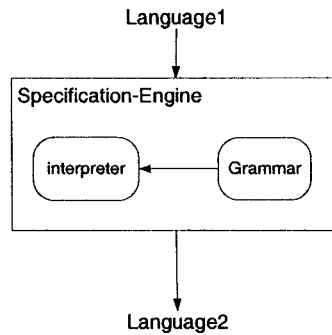 Language1
Specification-Engine
interpreter
Grammar
Language2